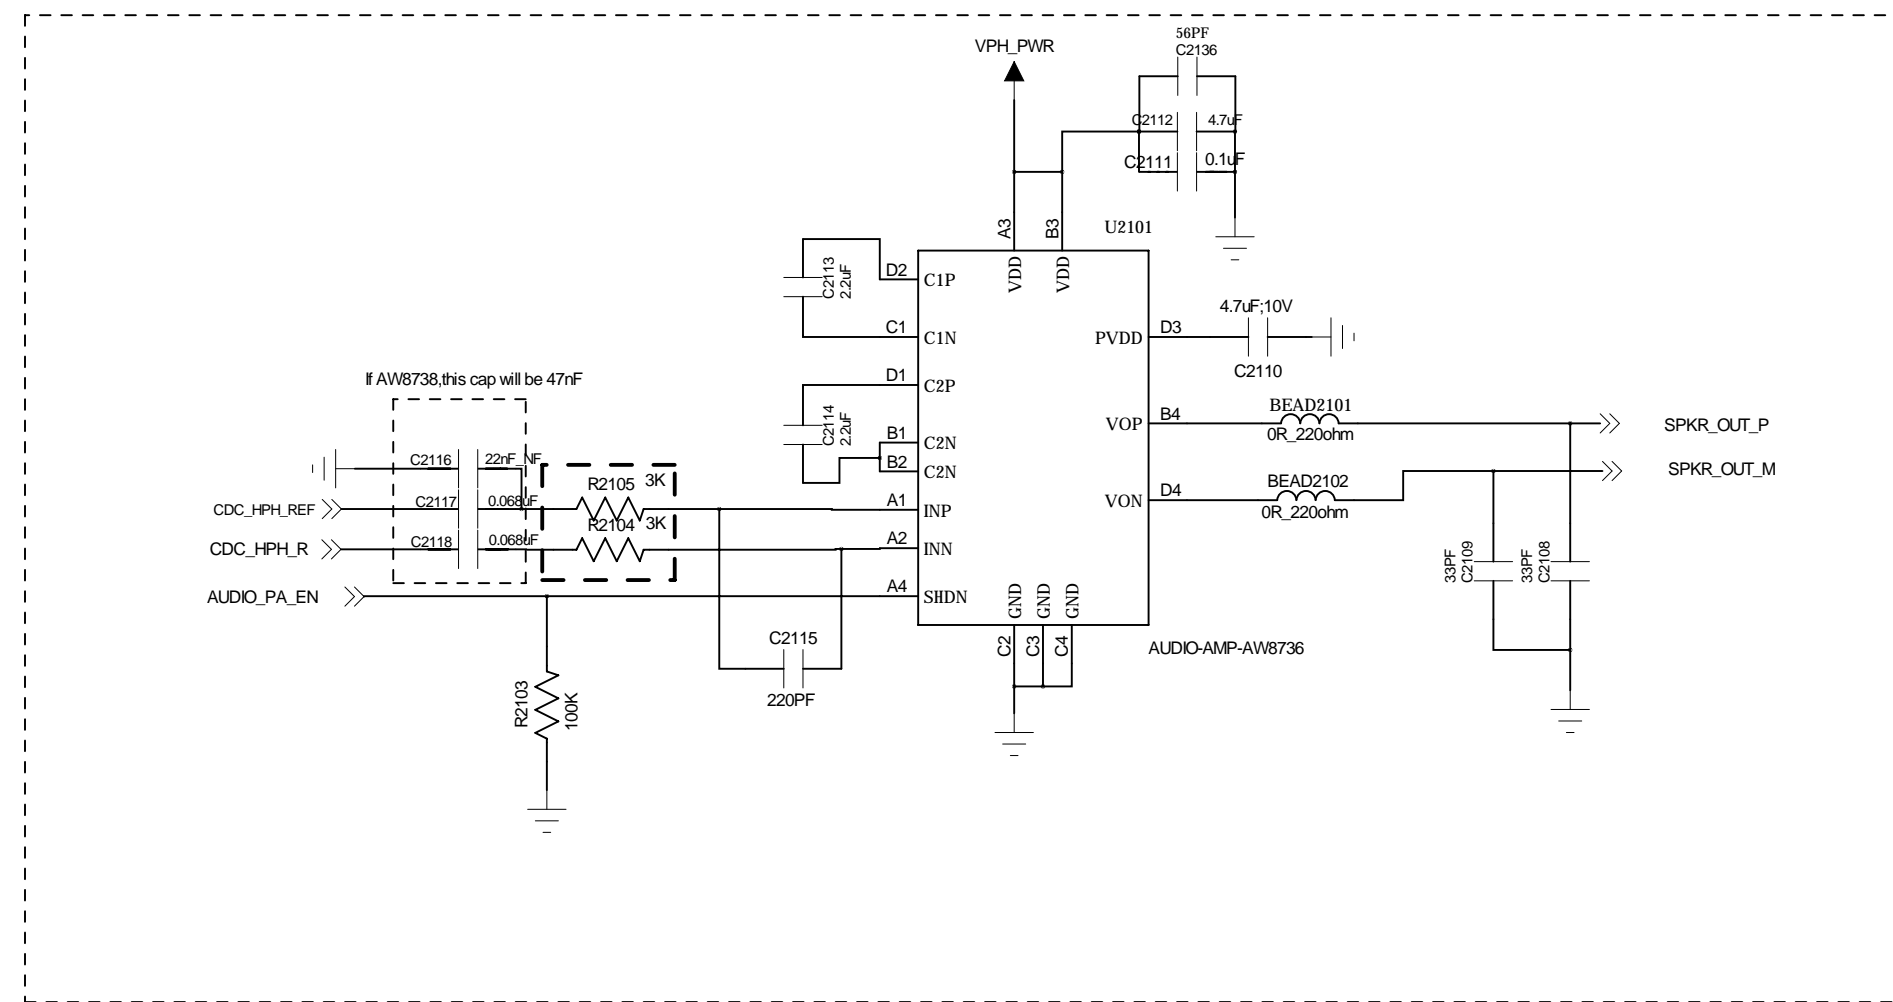 56PF
C2136
VPH_PWR
C2112
4.7uF
C2111
0.1uF
A3
B3
U2101
VDD
VDD
C2113
2.2uF
D2
C1P
C1
C1N
4.7uF;10V
PVDD
D3
C2110
If AW8738,this cap will be 47nF
D1
C2P
C2114
2.2uF
B1
C2N
B2
C2N
BEAD2101
VOP
B4
0R_220ohm
SPKR_OUT_P
SPKR_OUT_M
C2116
22nF_NF
R2105
3K
BEAD2102
VON
D4
0R_220ohm
CDC_HPH_REF
C2117
0.068uF
A1
INP
R2104
3K
CDC_HPH_R
C2118
0.068uF
A2
INN
33PF
C2109
33PF
C2108
AUDIO_PA_EN
A4
SHDN
GND
GND
GND
C2
C3
C4
C2115
220PF
AUDIO-AMP-AW8736
R2103
100K